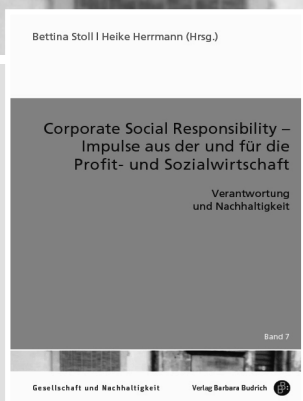 Bettina Stoll I Heike Herrmann (Hrsg.)
Corporate Social Responsibility –
Impulse aus der und für die
Profit- und Sozialwirtschaft
Verantwortung
und Nachhaltigkeit
Band 7
Gesellschaft und Nachhaltigkeit Verlag Barbara Budrich